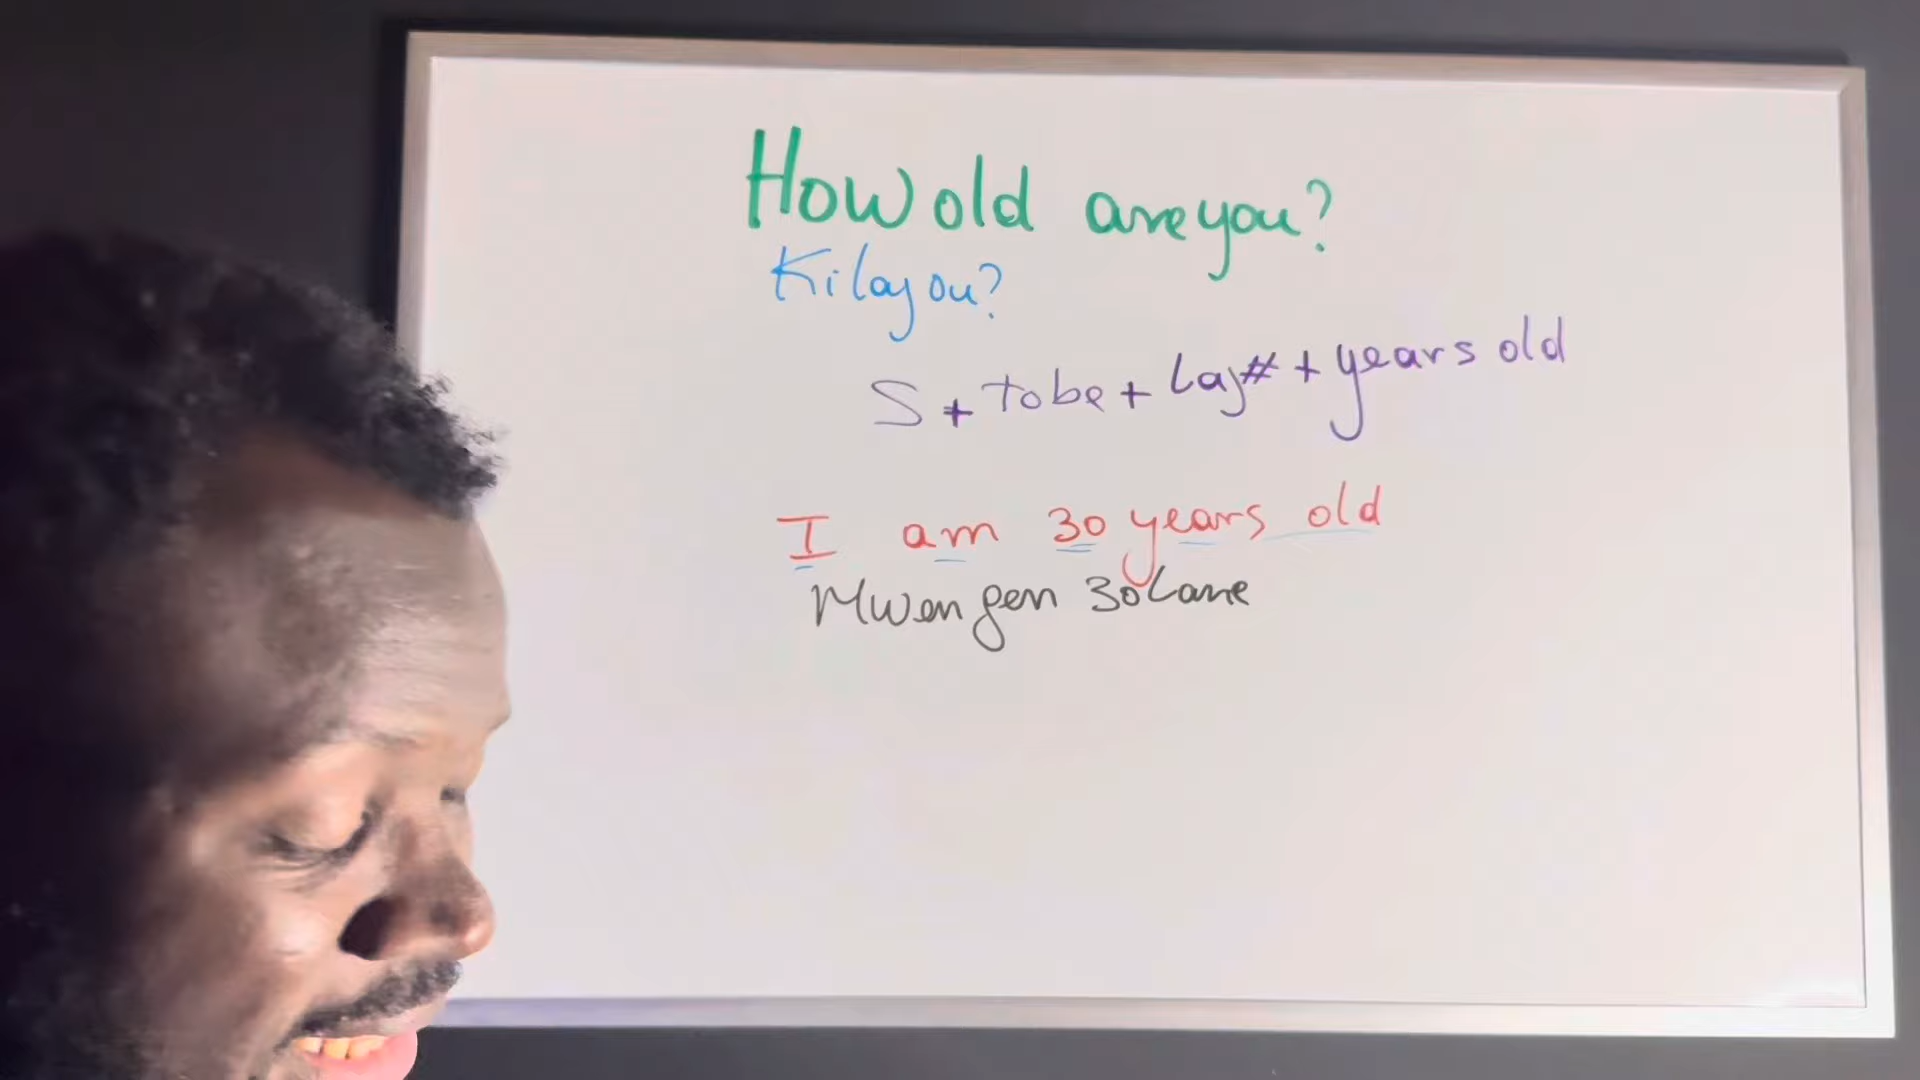 How old are you?
Ki laj ou?
S + to be + Laj # + years old
I am 30 years old
Mwen gen 30 Lane